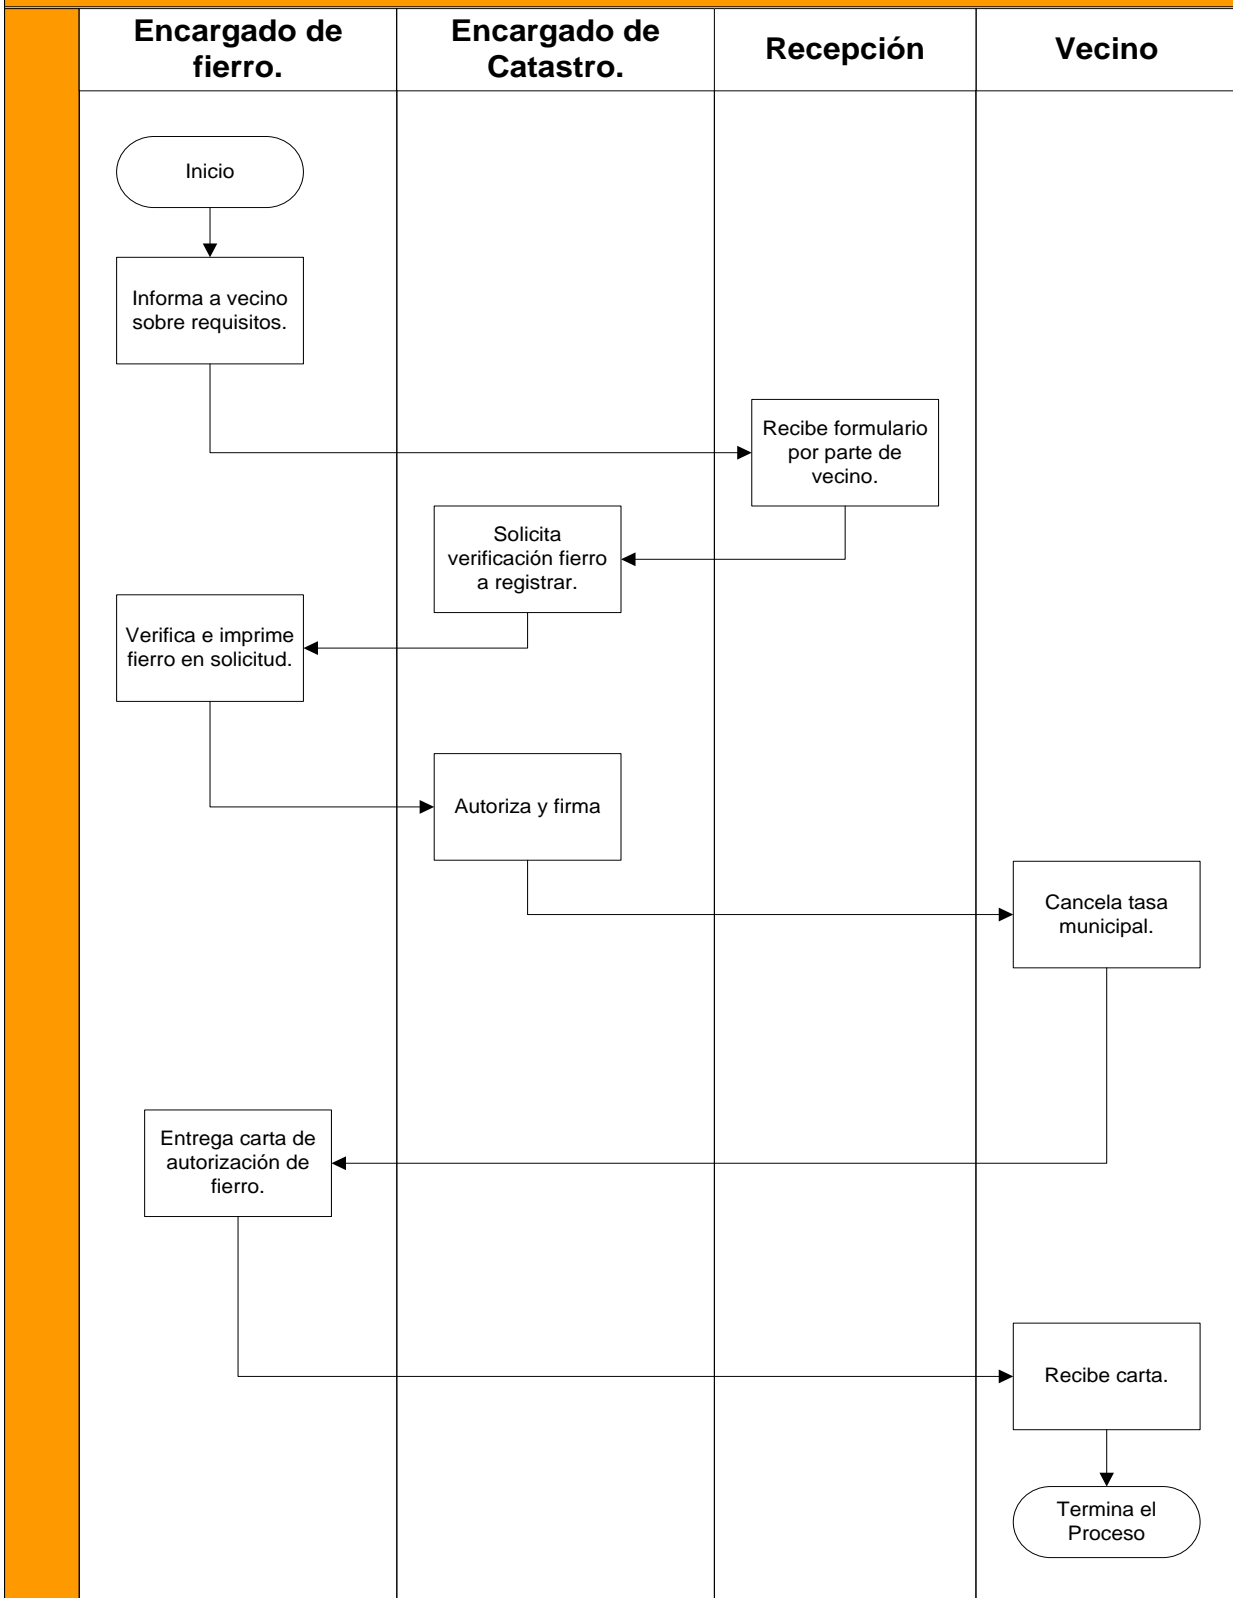 Encargado de
fierro.
Encargado de
Catastro.
Recepción
Vecino
Inicio
Informa a vecino
sobre requisitos.
Recibe formulario
por parte de
vecino.
Solicita
verificación fierro
a registrar.
Verifica e imprime
fierro en solicitud.
Autoriza y firma
Cancela tasa
municipal.
Entrega carta de
autorización de
fierro.
Recibe carta.
Termina el
Proceso